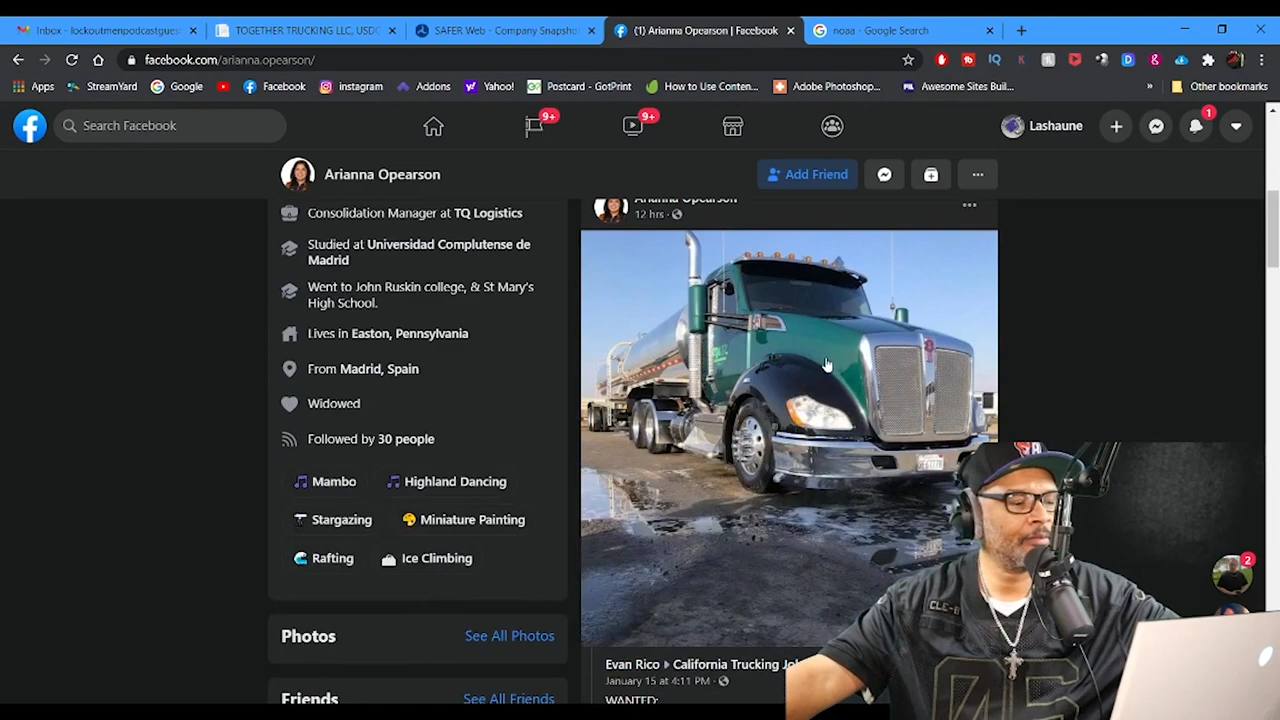 Inbox - lockoutmenpodcastgues
TOGETHER TRUCKING LLC, USDO
SAFER Web - Company Snapshot
(1) Arianna Opearson | Facebook
noaa - Google Search
facebook.com/arianna.opearson/
Apps
StreamYard
Google
Facebook
instagram
Addons
Yahoo!
Postcard - GotPrint
How to Use Conten...
Adobe Photoshop...
Awesome Sites Buil...
»
Other bookmarks
Search Facebook
9+
9+
Lashaune
1
Arianna Opearson
Add Friend
Consolidation Manager at TQ Logistics
Studied at Universidad Complutense de
Madrid
Went to John Ruskin college, & St Mary's
High School.
Lives in Easton, Pennsylvania
From Madrid, Spain
Widowed
Followed by 30 people
Mambo
Highland Dancing
Stargazing
Miniature Painting
Rafting
Ice Climbing
Photos
See All Photos
Friends
See All Friends
Arianna Opearson
12 hrs ·
Evan Rico
California Trucking Jo
January 15 at 4:11 PM ·
WANTED:
CLE-B
2